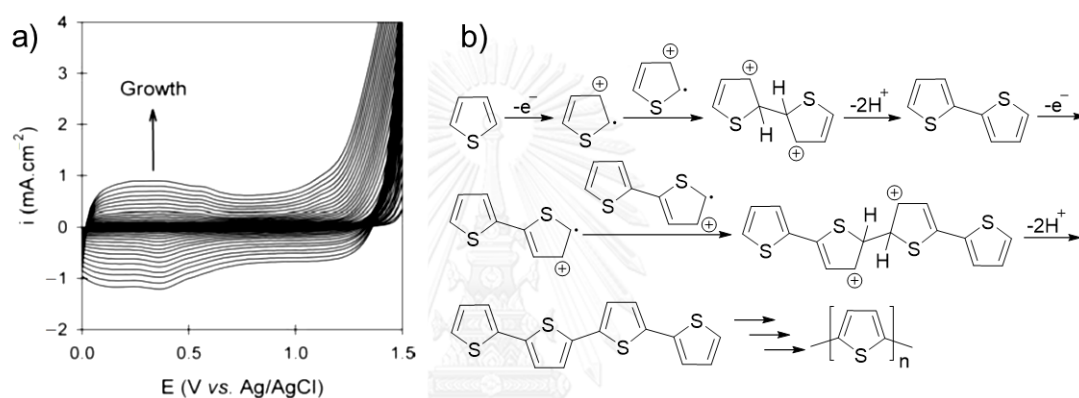 a)
4
3
2
1
0
−1
−2
Growth
i (mA.cm⁻²)
0.0 0.5 1.0 1.5
E (V vs. Ag/AgCl)
b)
S -e⁻ S ⊕ • S ⊕ • S H H S ⊕ ⊕ -2H⁺ S S -e⁻
S S ⊕ • S S ⊕ • S S H H S S ⊕ ⊕ -2H⁺
S S S S [ S ]n